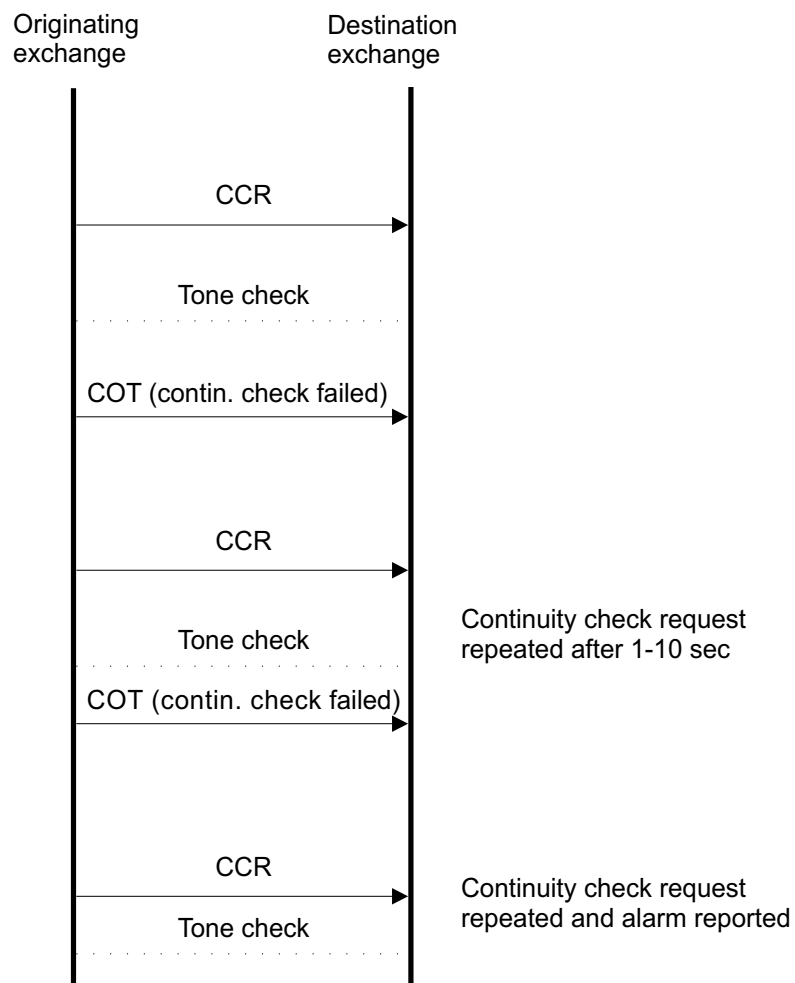 Originating
exchange
Destination
exchange
CCR
Tone check
COT (contin. check failed)
CCR
Continuity check request
repeated after 1-10 sec
Tone check
COT (contin. check failed)
CCR
Continuity check request
repeated and alarm reported
Tone check